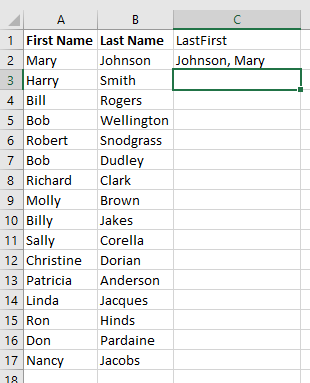 A B C
1 First Name Last Name LastFirst
2 Mary Johnson Johnson, Mary
3 Harry Smith
4 Bill Rogers
5 Bob Wellington
6 Robert Snodgrass
7 Bob Dudley
8 Richard Clark
9 Molly Brown
10 Billy Jakes
11 Sally Corella
12 Christine Dorian
13 Patricia Anderson
14 Linda Jacques
15 Ron Hinds
16 Don Pardaine
17 Nancy Jacobs
18